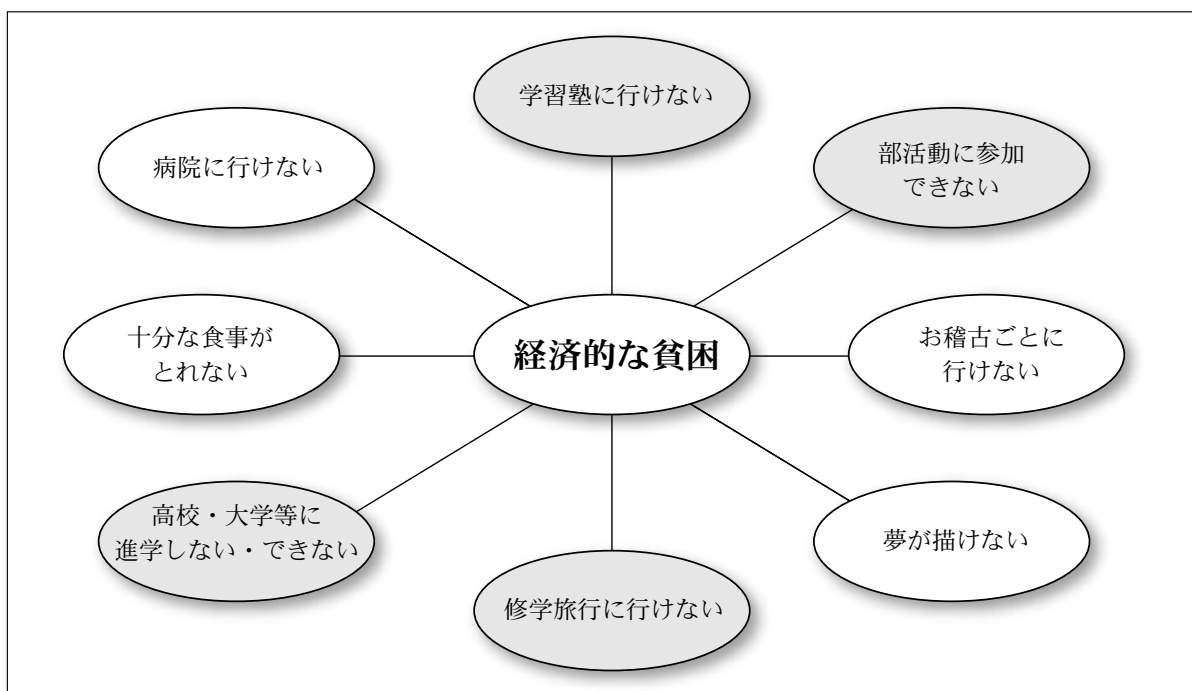 学習塾に行けない
部活動に参加
できない
病院に行けない
十分な食事が
とれない
経済的な貧困
お稽古ごとに
行けない
高校・大学等に
進学しない・できない
夢が描けない
修学旅行に行けない